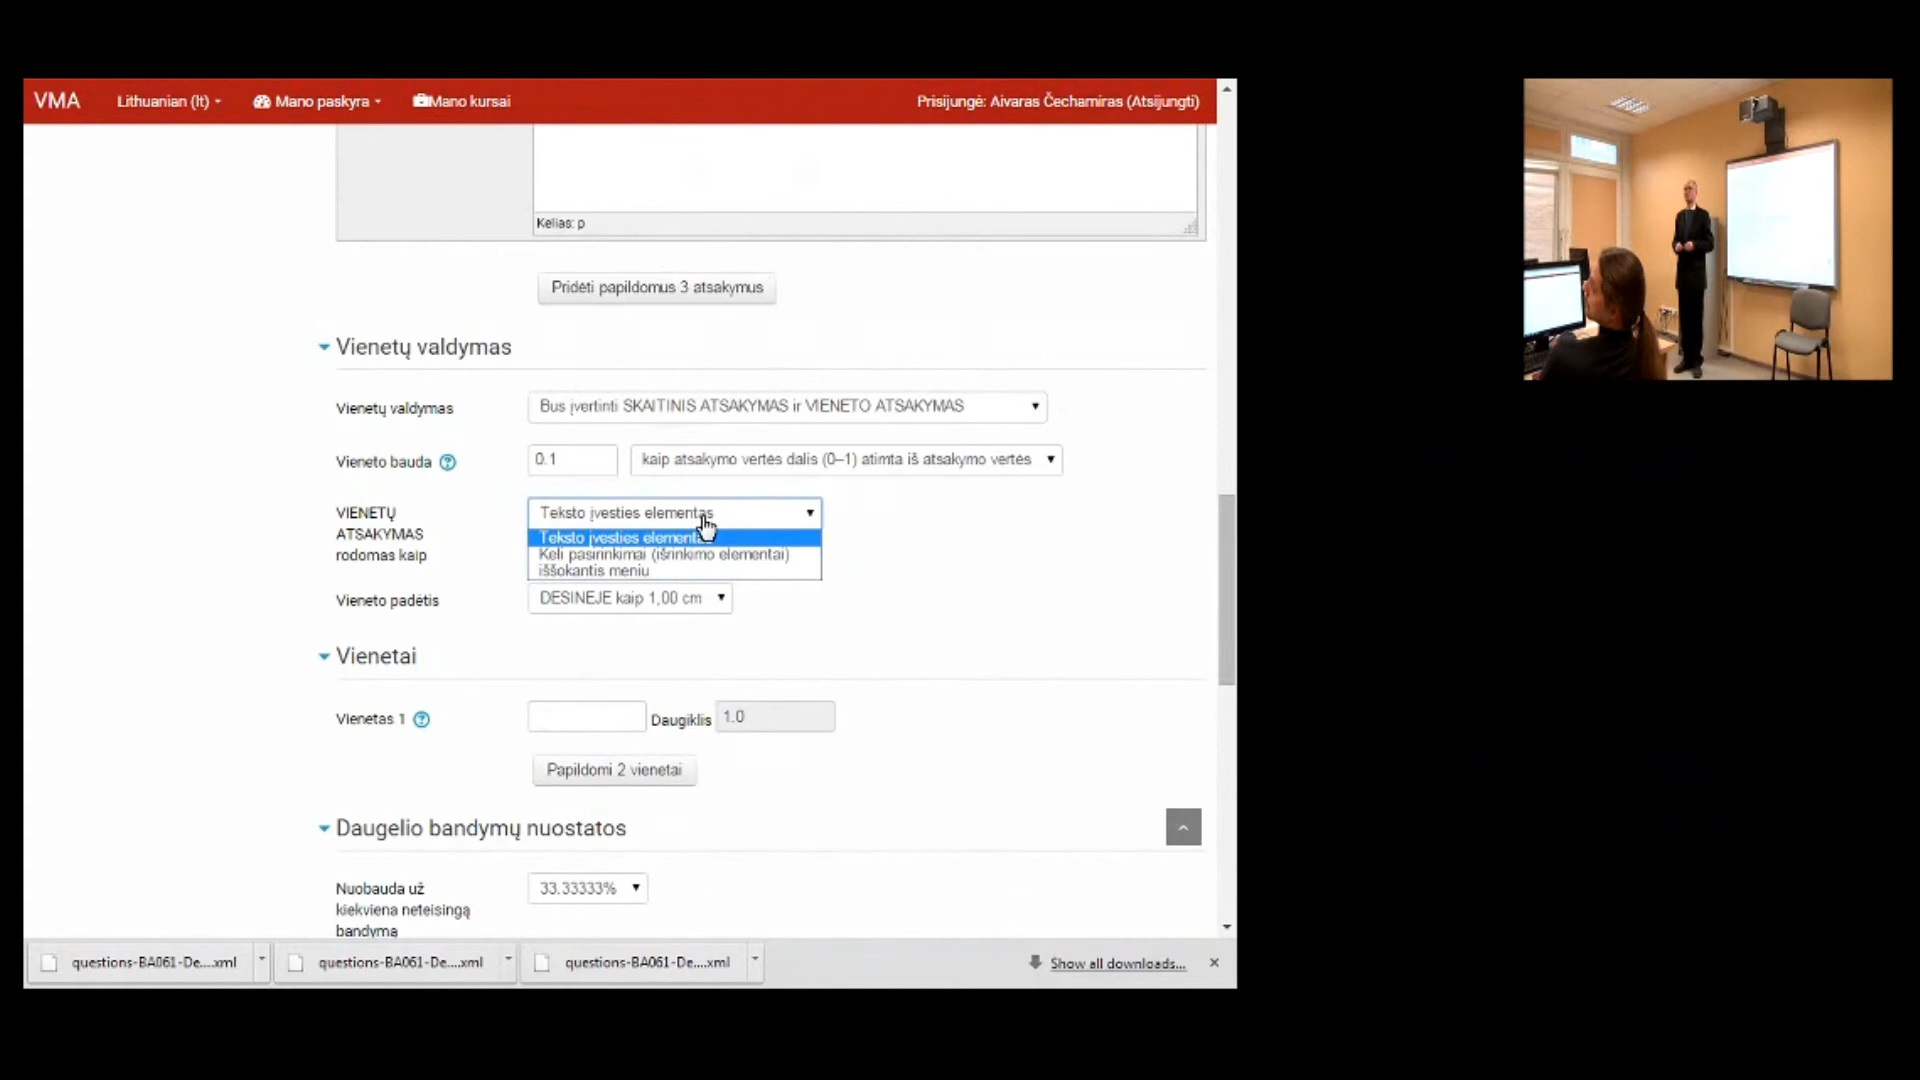 VMA Lithuanian (lt) Mano paskyra Mano kursai Prisijungė: Aivaras Čechamiras (Atsijungti)
Kelias: p
Pridėti papildomus 3 atsakymus
Vienetų valdymas
Vienetų valdymas Bus įvertinti SKAITINIS ATSAKYMAS ir VIENETO ATSAKYMAS
Vieneto bauda 0.1 kaip atsakymo vertės dalis (0–1) atimta iš atsakymo vertės
VIENETŲ ATSAKYMAS rodomas kaip
Teksto įvesties elementas
Teksto įvesties elementas
Keli pasirinkimai (išrinkimo elementai)
iššokantis meniu
Vieneto padėtis DEŠINĖJE kaip 1,00 cm
Vienetai
Vienetas 1 Daugiklis 1.0
Papildomi 2 vienetai
Daugelio bandymų nuostatos
Nuobauda už kiekviena neteisingą bandymą 33.33333%
questions-BA061-De....xml questions-BA061-De....xml questions-BA061-De....xml Show all downloads...